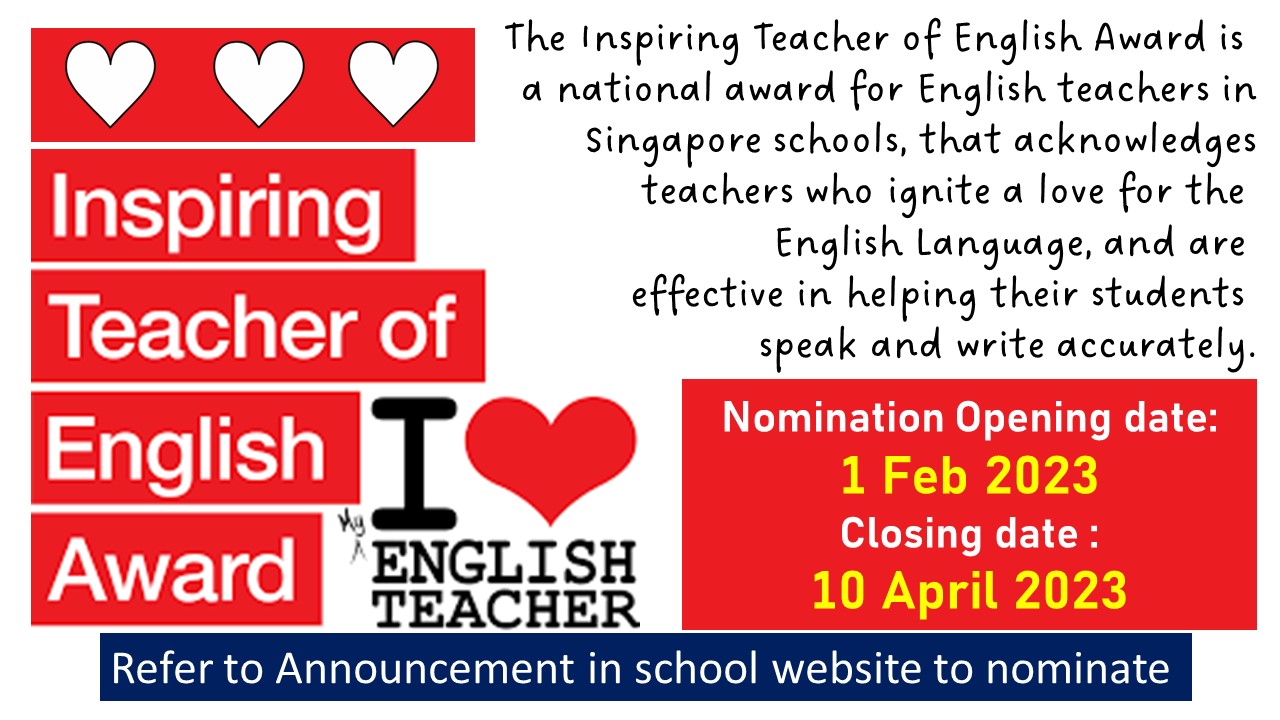 Inspiring
Teacher of
English
Award
I
My
ENGLISH
TEACHER
The Inspiring Teacher of English Award is
a national award for English teachers in
Singapore schools, that acknowledges
teachers who ignite a love for the
English Language, and are
effective in helping their students
speak and write accurately.
Nomination Opening date:
1 Feb 2023
Closing date :
10 April 2023
Refer to Announcement in school website to nominate